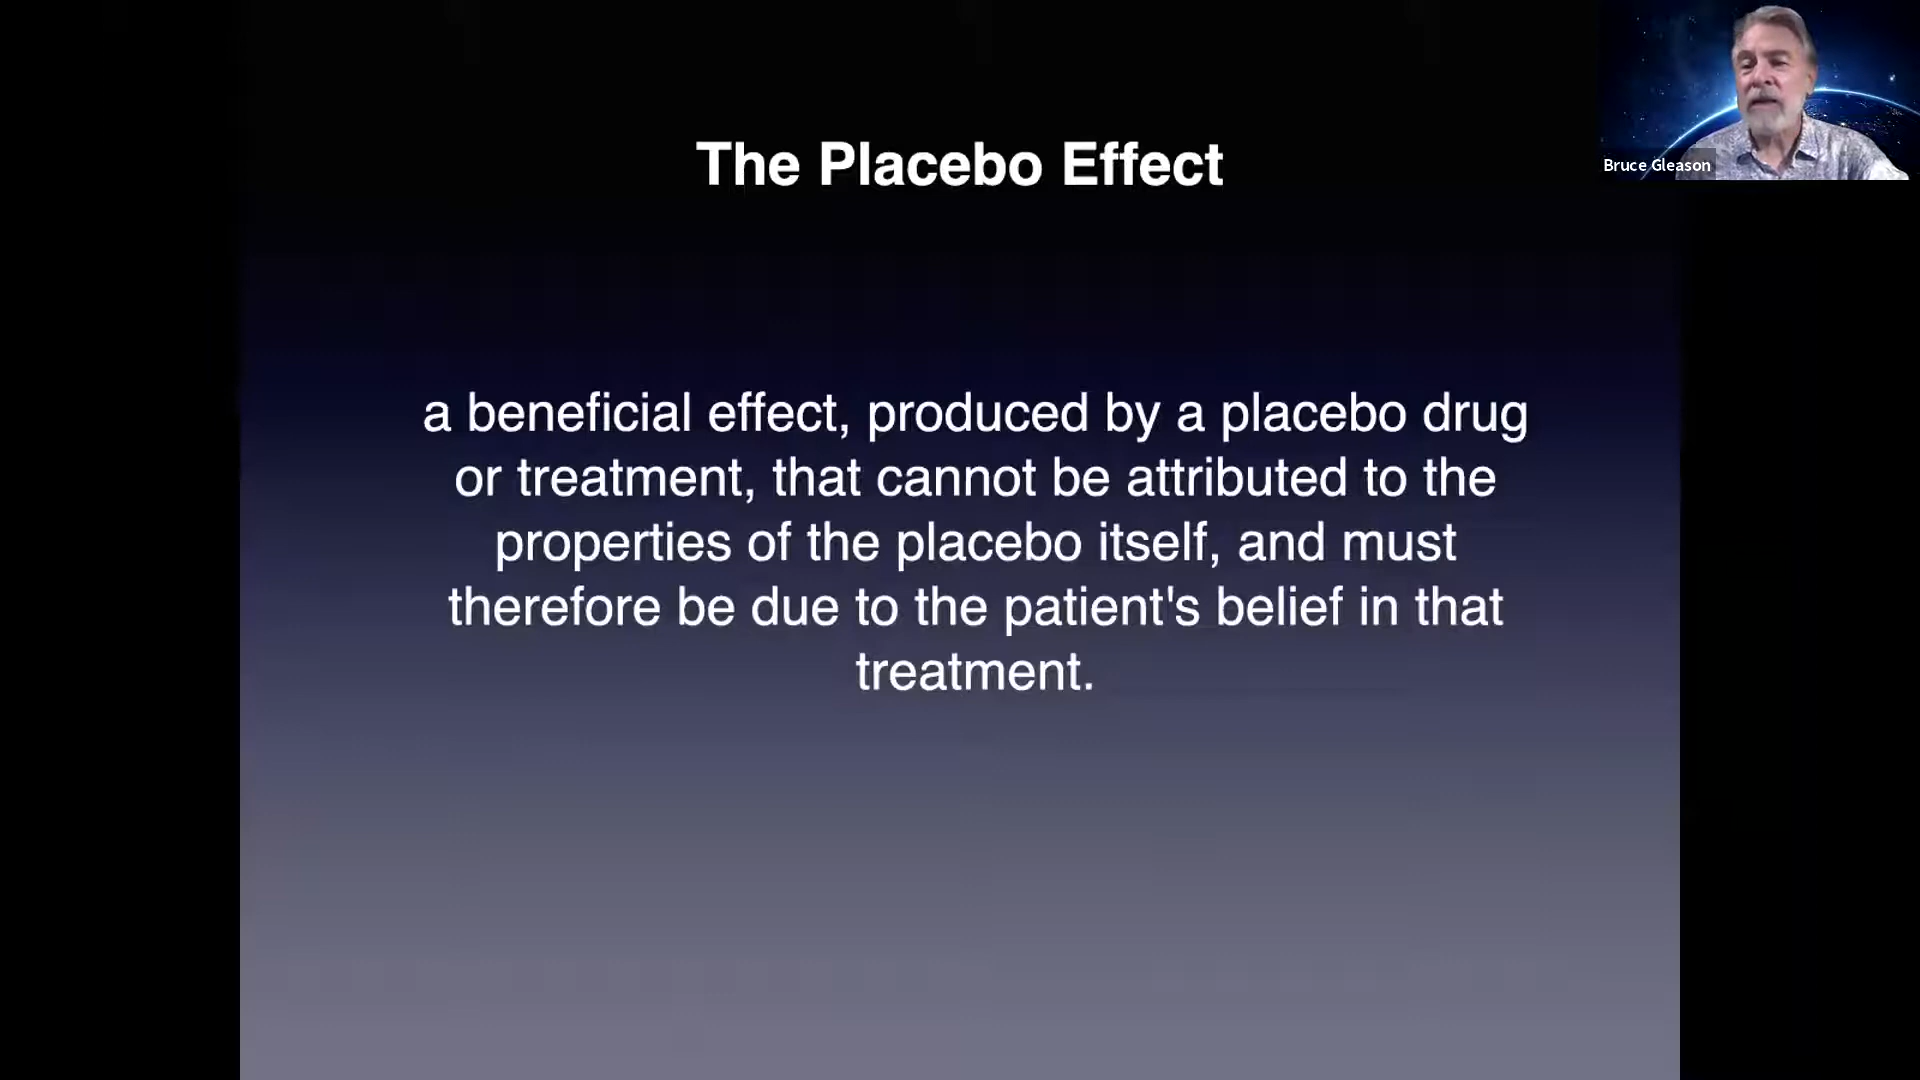 The Placebo Effect
Bruce Gleason
a beneficial effect, produced by a placebo drug
or treatment, that cannot be attributed to the
properties of the placebo itself, and must
therefore be due to the patient's belief in that
treatment.